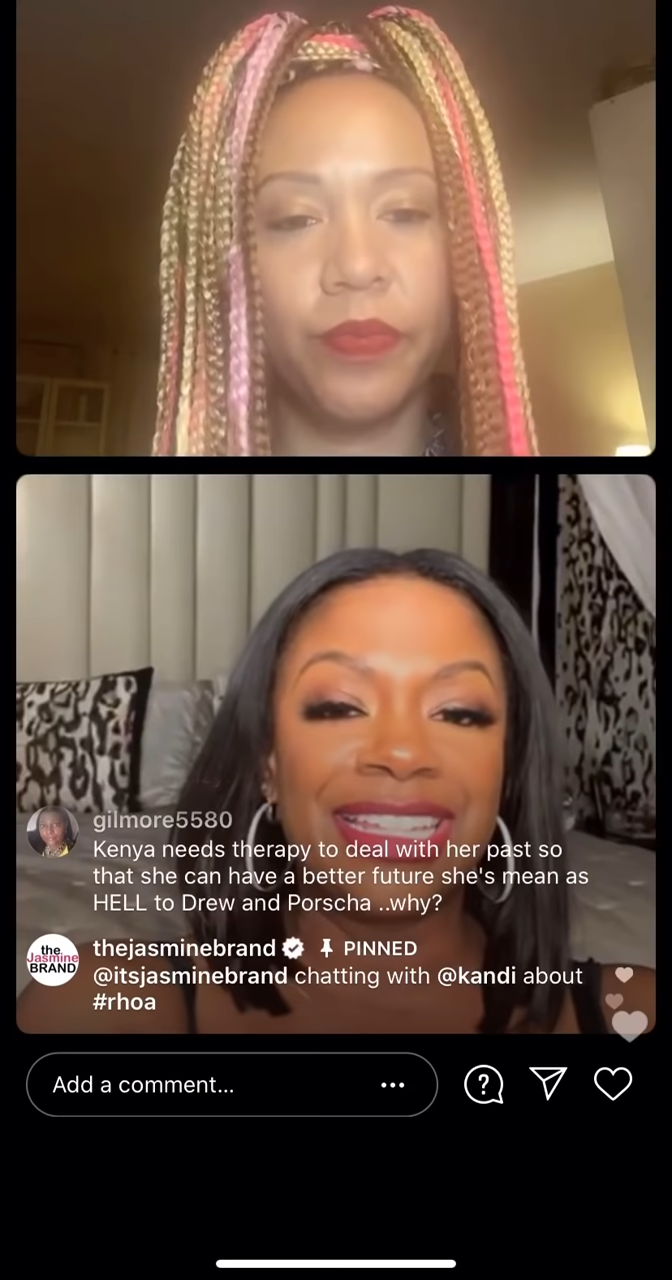 gilmore5580
Kenya needs therapy to deal with her past so
that she can have a better future she's mean as
HELL to Drew and Porscha ..why?
the
Jasmine
BRAND
thejasminebrand PINNED
@itsjasminebrand chatting with @kandi about
#rhoa
Add a comment...